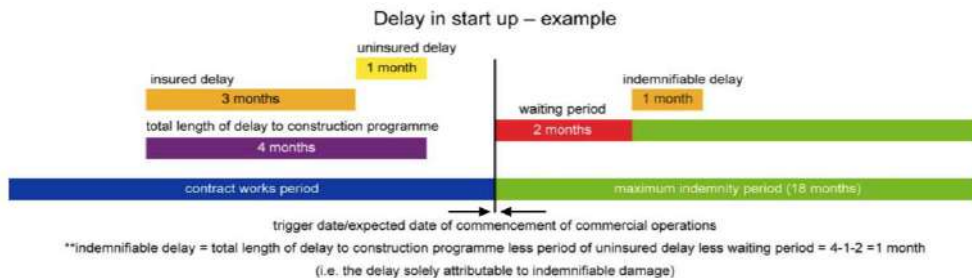 Delay in start up – example
uninsured delay
1 month
insured delay
3 months
indemnifiable delay
1 month
waiting period
2 months
total length of delay to construction programme
4 months
contract works period
maximum indemnity period (18 months)
trigger date/expected date of commencement of commercial operations
**indemnifiable delay = total length of delay to construction programme less period of uninsured delay less waiting period = 4-1-2 =1 month
(i.e. the delay solely attributable to indemnifiable damage)